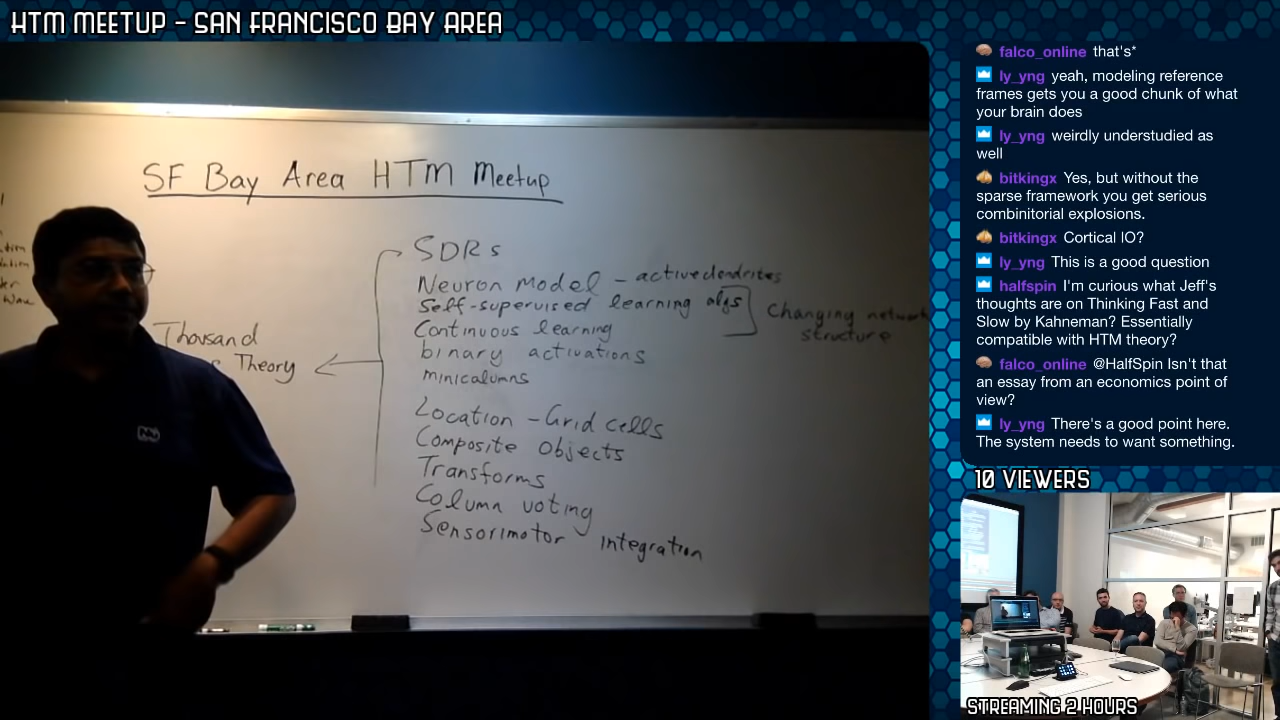 HTM MEETUP - SAN FRANCISCO BAY AREA
SF Bay Area HTM Meetup
SDRs
Neuron model - active dendrites
Self-supervised learning algs
Continuous learning
Changing network
structure
binary activations
minicolumns
Thousand
Theory
Location - Grid cells
Composite Objects
Transforms
Column voting
Sensorimotor integration
falco_online that's*
ly_yng yeah, modeling reference
frames gets you a good chunk of what
your brain does
ly_yng weirdly understudied as
well
bitkingx Yes, but without the
sparse framework you get serious
combinitorial explosions.
bitkingx Cortical IO?
ly_yng This is a good question
halfspin I'm curious what Jeff's
thoughts are on Thinking Fast and
Slow by Kahneman? Essentially
compatible with HTM theory?
falco_online @HalfSpin Isn't that
an essay from an economics point of
view?
ly_yng There's a good point here.
The system needs to want something.
10 VIEWERS
STREAMING 2 HOURS